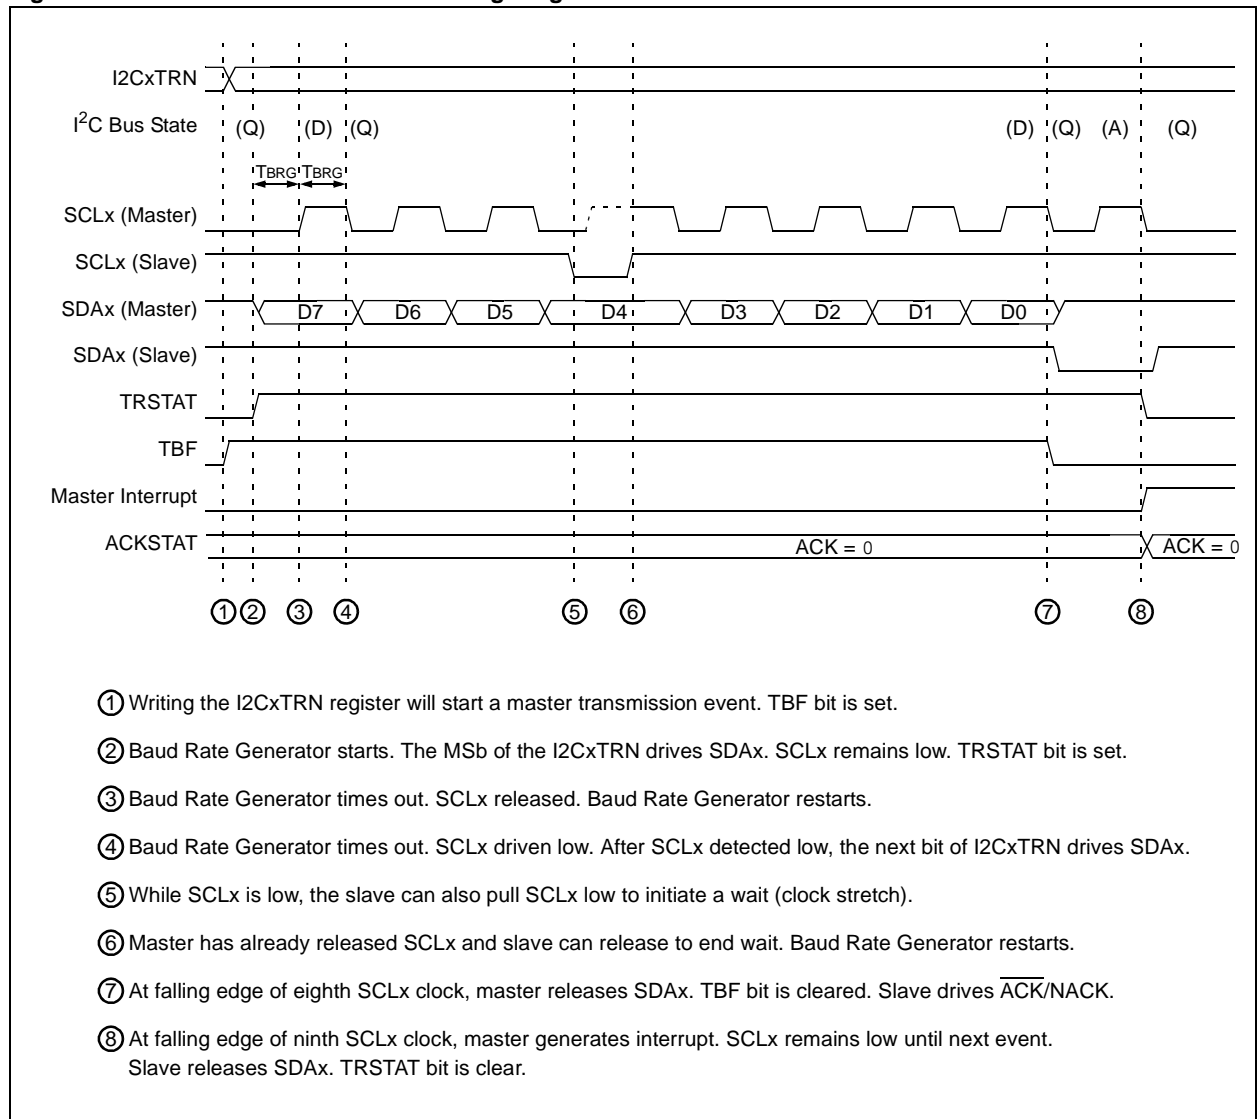 I2CxTRN
I2C Bus State (Q) (D) (Q) (D) (Q) (A) (Q)
TBRG TBRG
SCLx (Master)
SCLx (Slave)
SDAx (Master) D7 D6 D5 D4 D3 D2 D1 D0
SDAx (Slave)
TRSTAT
TBF
Master Interrupt
ACKSTAT ACK = 0 ACK = 0
1 2 3 4 5 6 7 8
1 Writing the I2CxTRN register will start a master transmission event. TBF bit is set.
2 Baud Rate Generator starts. The MSb of the I2CxTRN drives SDAx. SCLx remains low. TRSTAT bit is set.
3 Baud Rate Generator times out. SCLx released. Baud Rate Generator restarts.
4 Baud Rate Generator times out. SCLx driven low. After SCLx detected low, the next bit of I2CxTRN drives SDAx.
5 While SCLx is low, the slave can also pull SCLx low to initiate a wait (clock stretch).
6 Master has already released SCLx and slave can release to end wait. Baud Rate Generator restarts.
7 At falling edge of eighth SCLx clock, master releases SDAx. TBF bit is cleared. Slave drives ACK/NACK.
8 At falling edge of ninth SCLx clock, master generates interrupt. SCLx remains low until next event.
Slave releases SDAx. TRSTAT bit is clear.